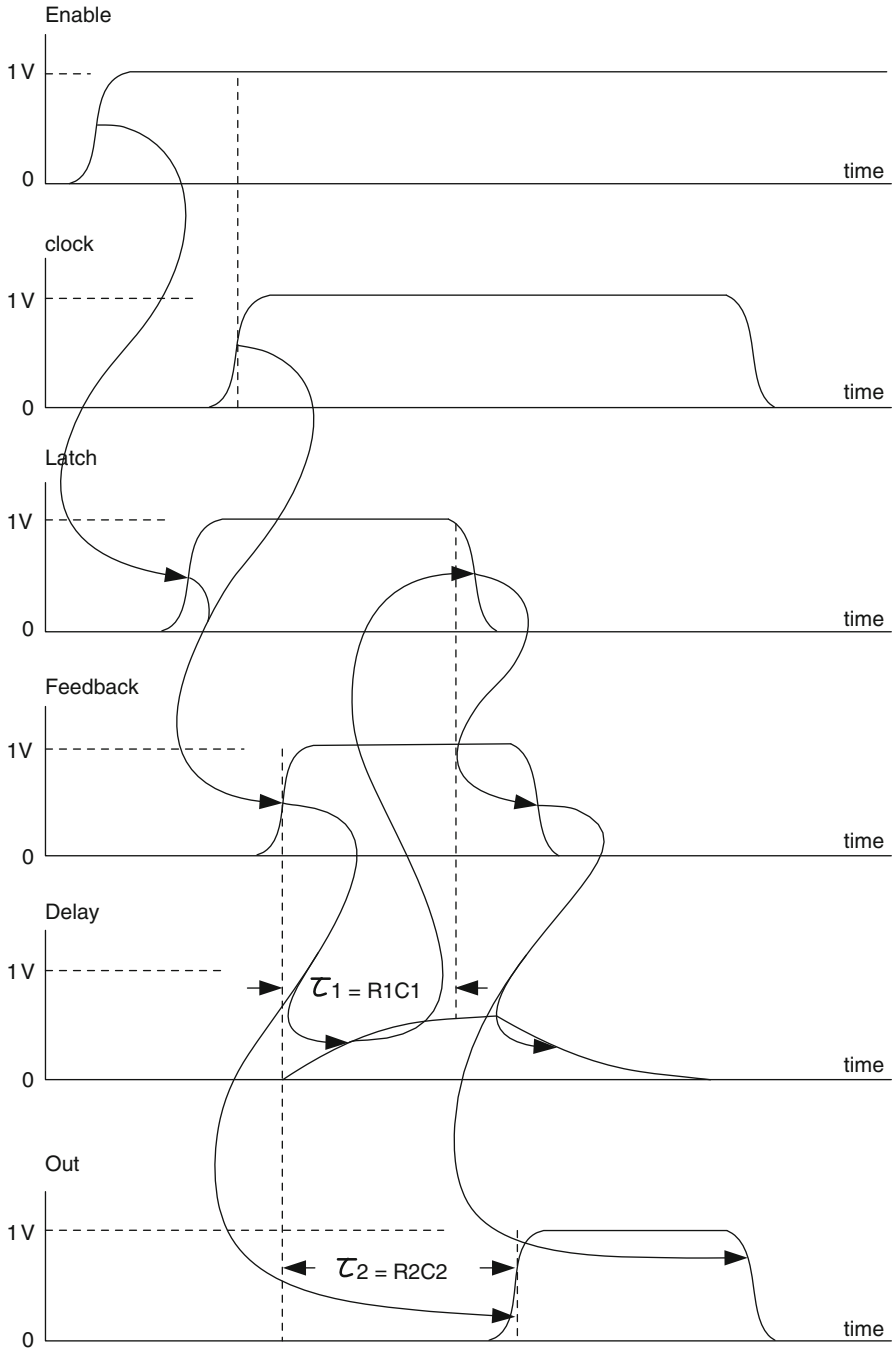 Enable
1V
0
time
clock
1V
0
time
Latch
1V
0
time
Feedback
1V
0
time
Delay
1V
τ1 = R1C1
0
time
Out
1V
τ2 = R2C2
0
time